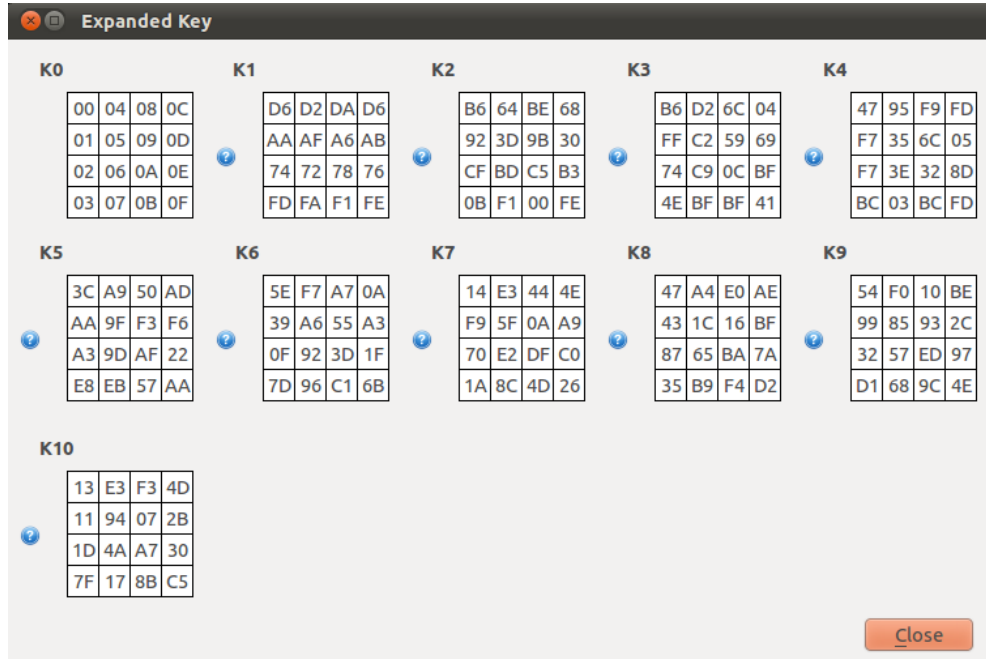 Expanded Key
K0 K1 K2 K3 K4
00 04 08 0C D6 D2 DA D6 B6 64 BE 68 B6 D2 6C 04 47 95 F9 FD
01 05 09 0D AA AF A6 AB 92 3D 9B 30 FF C2 59 69 F7 35 6C 05
02 06 0A 0E 74 72 78 76 CF BD C5 B3 74 C9 0C BF F7 3E 32 8D
03 07 0B 0F FD FA F1 FE 0B F1 00 FE 4E BF BF 41 BC 03 BC FD
K5 K6 K7 K8 K9
3C A9 50 AD 5E F7 A7 0A 14 E3 44 4E 47 A4 E0 AE 54 F0 10 BE
AA 9F F3 F6 39 A6 55 A3 F9 5F 0A A9 43 1C 16 BF 99 85 93 2C
A3 9D AF 22 0F 92 3D 1F 70 E2 DF C0 87 65 BA 7A 32 57 ED 97
E8 EB 57 AA 7D 96 C1 6B 1A 8C 4D 26 35 B9 F4 D2 D1 68 9C 4E
K10
13 E3 F3 4D
11 94 07 2B
1D 4A A7 30
7F 17 8B C5
Close